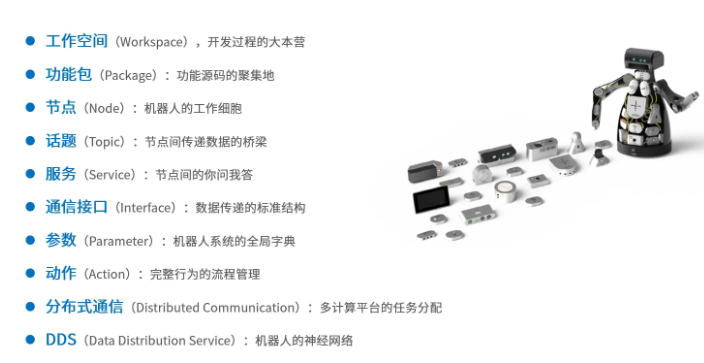 ● 工作空间（Workspace），开发过程的大本营
● 功能包（Package）：功能源码的聚集地
● 节点（Node）：机器人的工作细胞
● 话题（Topic）：节点间传递数据的桥梁
● 服务（Service）：节点间的你问我答
● 通信接口（Interface）：数据传递的标准结构
● 参数（Parameter）：机器人系统的全局字典
● 动作（Action）：完整行为的流程管理
● 分布式通信（Distributed Communication）：多计算平台的任务分配
● DDS（Data Distribution Service）：机器人的神经网络